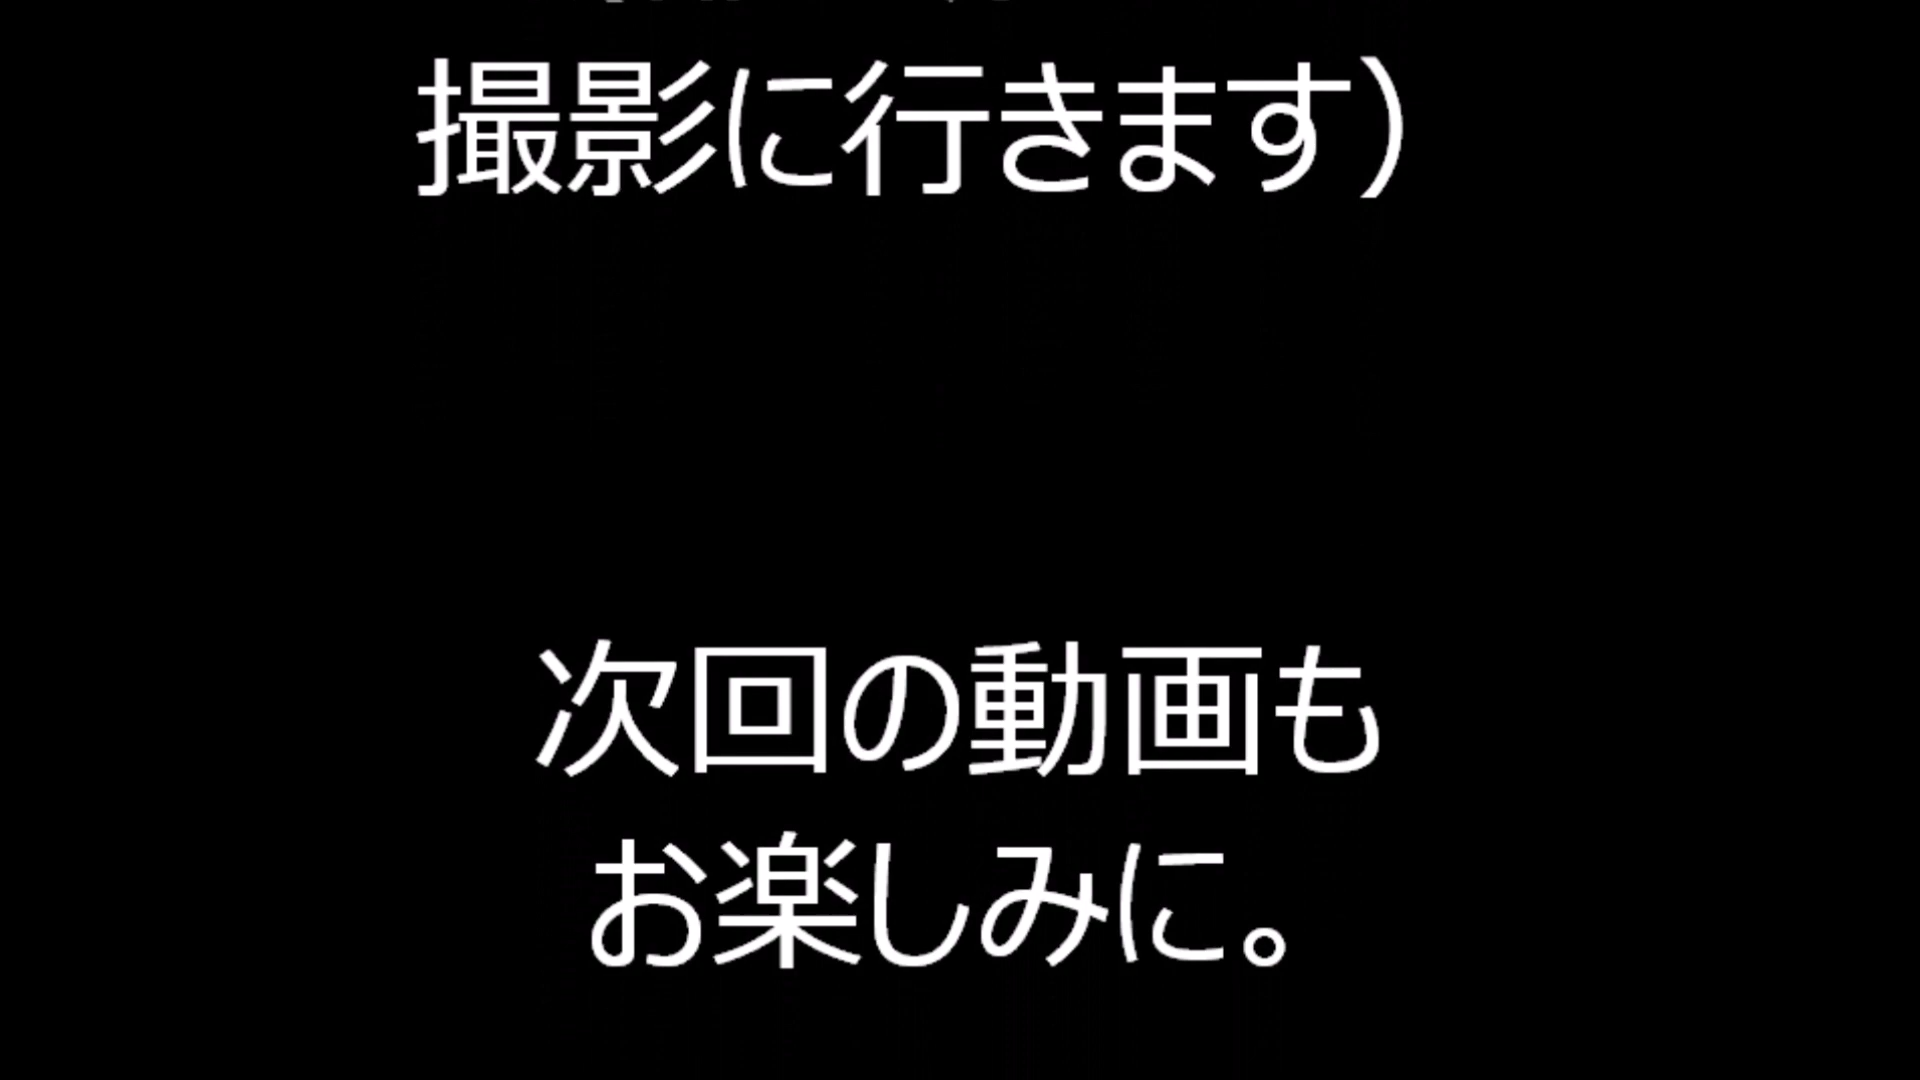 撮影に行きます）
次回の動画も
お楽しみに。